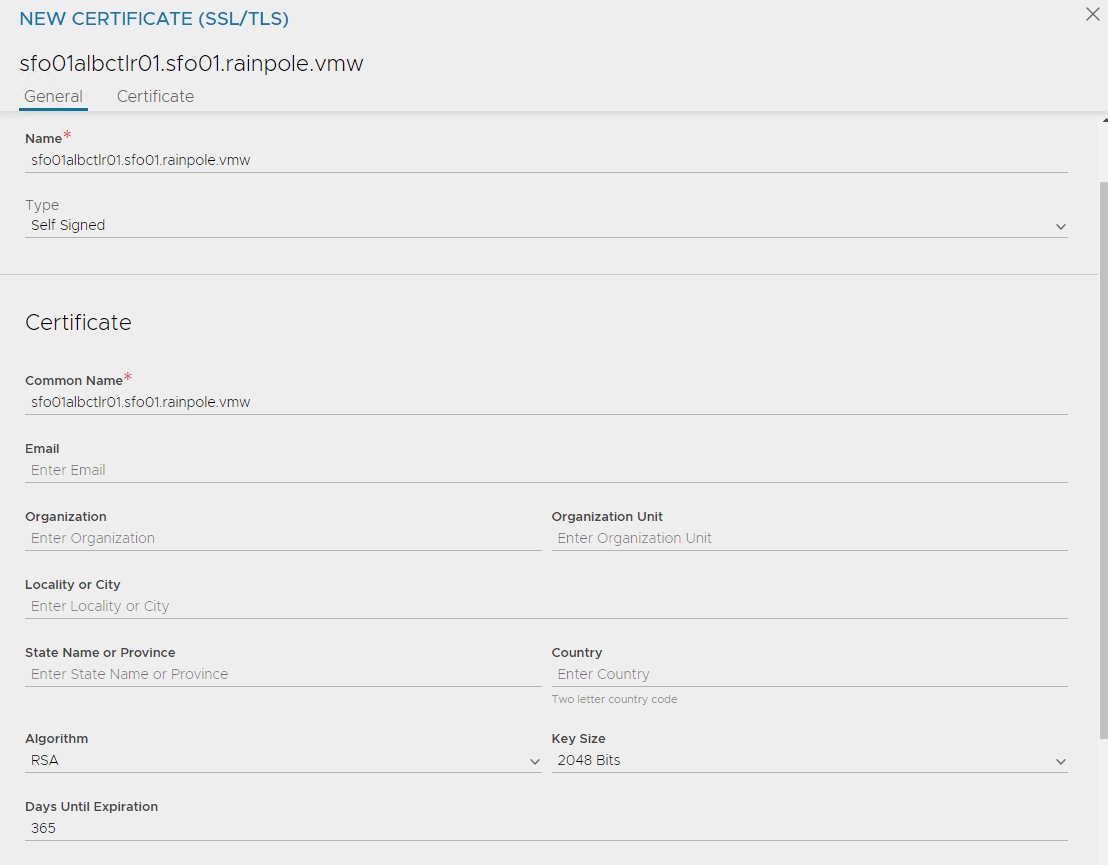 NEW CERTIFICATE (SSL/TLS)
sfo01albctlr01.sfo01.rainpole.vmw
General Certificate
Name*
sfo01albctlr01.sfo01.rainpole.vmw
Type
Self Signed
Certificate
Common Name*
sfo01albctlr01.sfo01.rainpole.vmw
Email
Enter Email
Organization Organization Unit
Enter Organization Enter Organization Unit
Locality or City
Enter Locality or City
State Name or Province Country
Enter State Name or Province Enter Country
Two letter country code
Algorithm Key Size
RSA 2048 Bits
Days Until Expiration
365